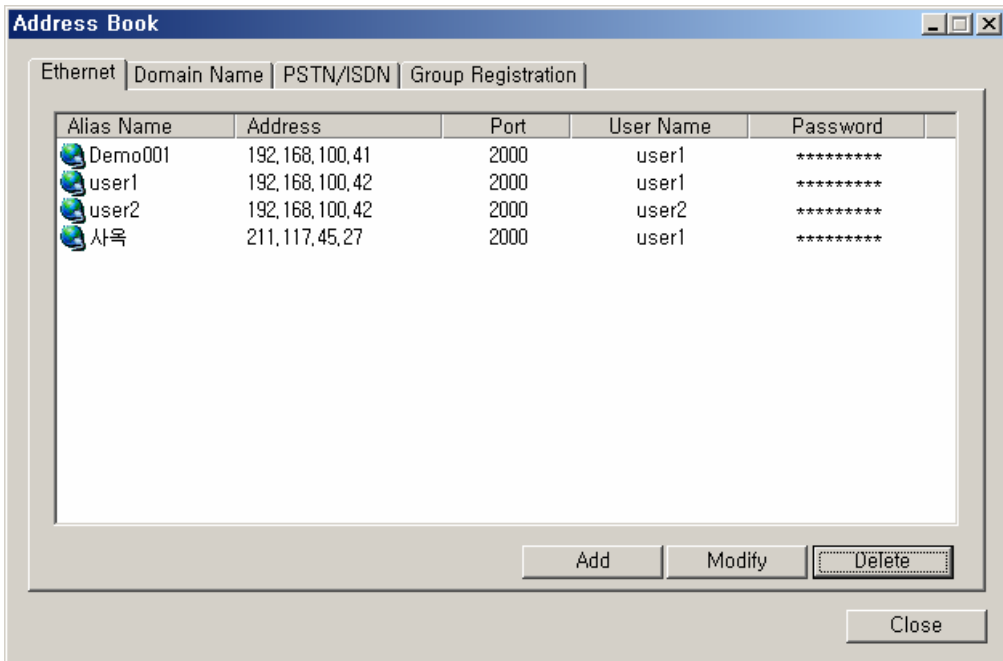 Address Book
Ethernet Domain Name PSTN/ISDN Group Registration
Alias Name Address Port User Name Password
Demo001 192,168,100,41 2000 user1 *********
user1 192,168,100,42 2000 user1 *********
user2 192,168,100,42 2000 user2 *********
사옥 211,117,45,27 2000 user1 *********
Add Modify Delete
Close